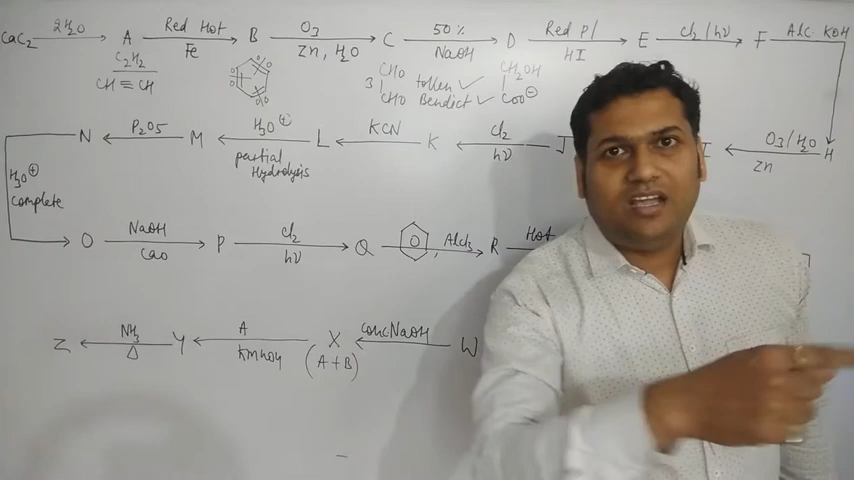 CaC2 2H2O A Red Hot Fe B O3 Zn, H2O C 50% NaOH D Red P/ HI E Cl2/hν F Alc. KOH
C2H2
CH≡CH
3 CHO CHO Tollen ✓ Bendict ✓ CH2OH COO⊖
N P2O5 M H3O⊕ partial Hydrolysis L KCN K Cl2 hν J I O3/H2O Zn H
H3O⊕ complete
O NaOH CaO P Cl2 hν Q , AlCl3 R Hot
Z NH3 Δ Y A KMnO4 X (A+B) Conc NaOH W